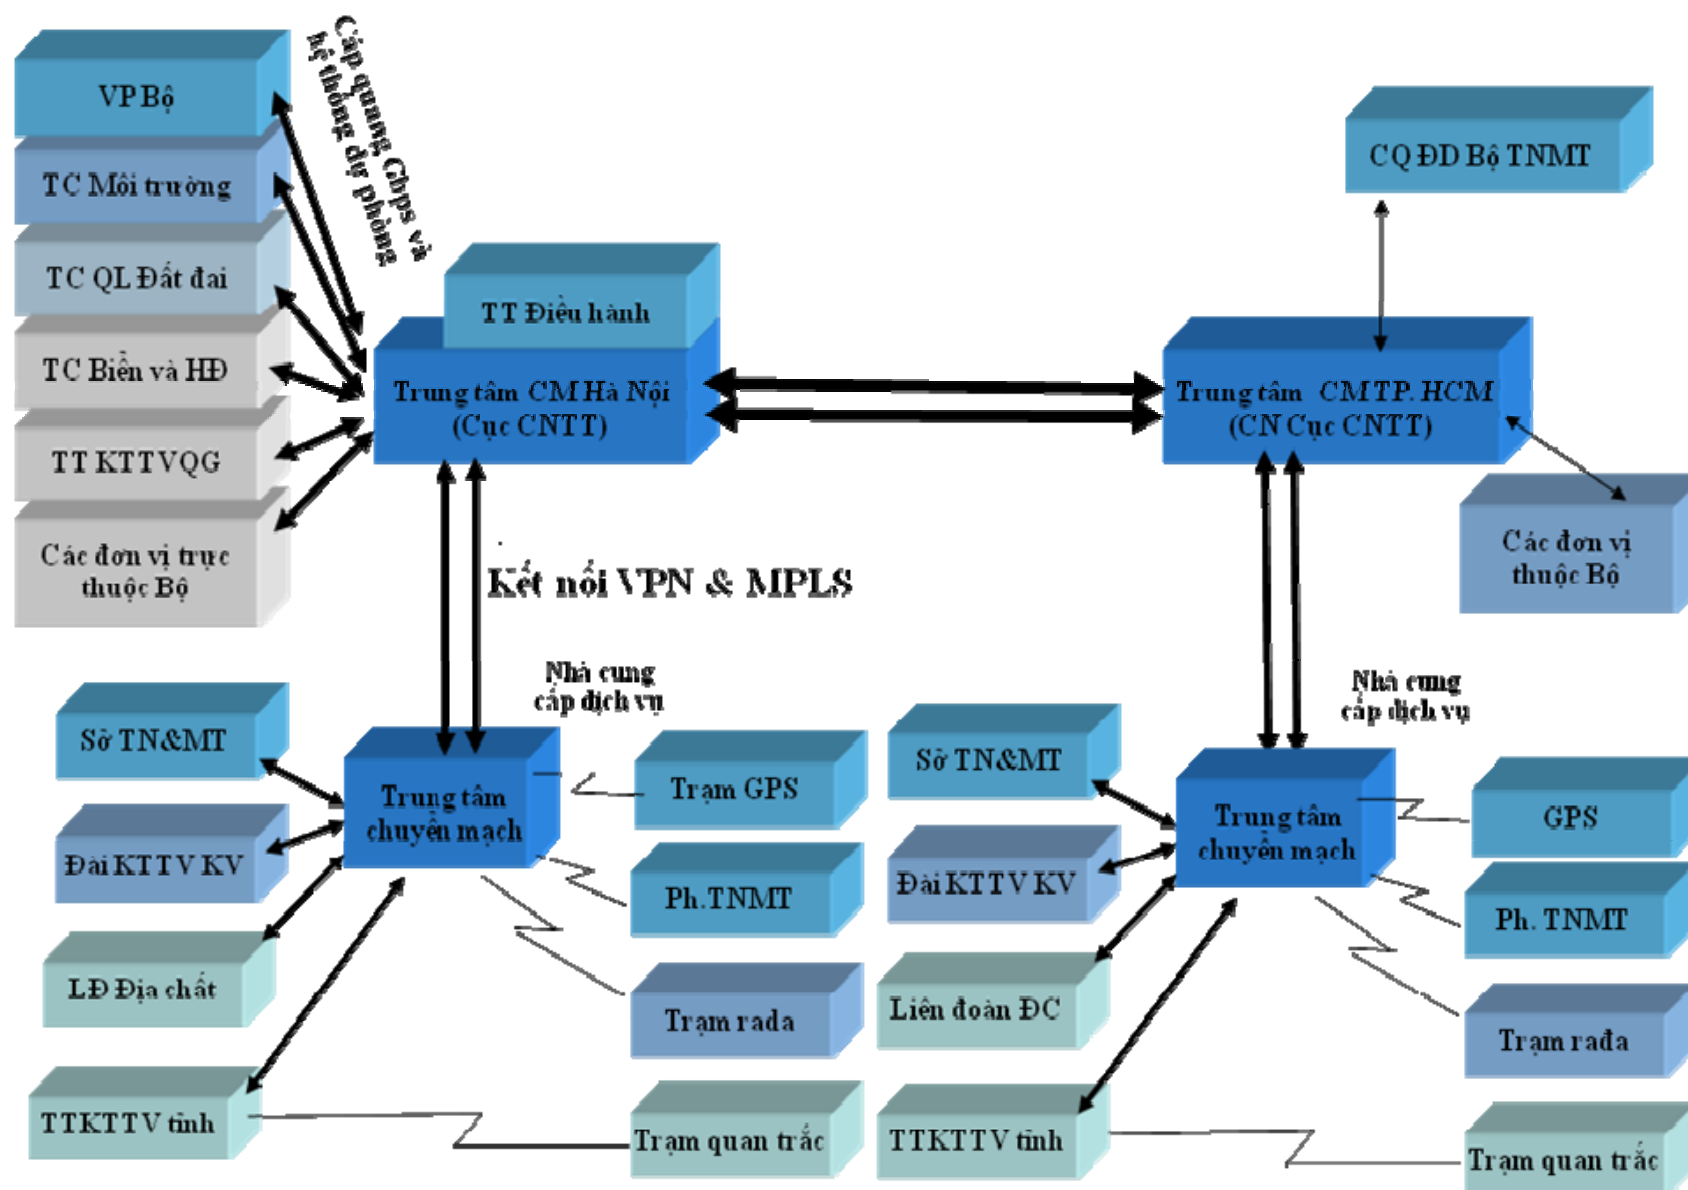 Cáp quang Gbps và
hệ thống dự phòng
VP Bộ
TC Môi trường
TC QL Đất đai
TC Biển và HĐ
TT KTTVQG
Các đơn vị trực
thuộc Bộ
TT Điều hành
Trung tâm CM Hà Nội
(Cục CNTT)
CQ ĐD Bộ TNMT
Trung tâm CM TP. HCM
(CN Cục CNTT)
Các đơn vị
thuộc Bộ
Kết nối VPN & MPLS
Nhà cung
cấp dịch vụ
Sở TN&MT
Đài KTTV KV
LĐ Địa chất
TTKTTV tỉnh
Trung tâm
chuyển mạch
Trạm GPS
Ph.TNMT
Trạm rada
Trạm quan trắc
Nhà cung
cấp dịch vụ
Sở TN&MT
Đài KTTV KV
Liên đoàn ĐC
TTKTTV tỉnh
Trung tâm
chuyển mạch
GPS
Ph. TNMT
Trạm rađa
Trạm quan trắc